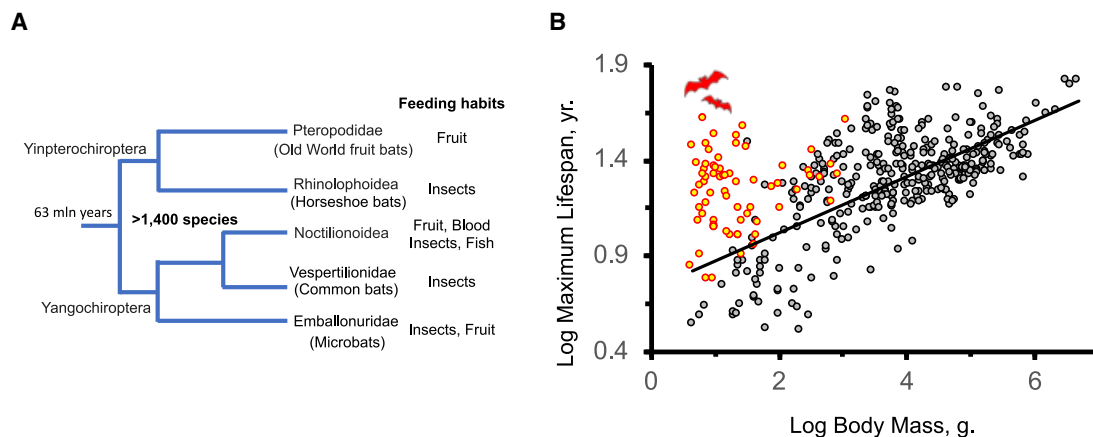 A
Feeding habits
Pteropodidae
(Old World fruit bats)
Fruit
Yinpterochiroptera
Rhinolophoidea
(Horseshoe bats)
Insects
63 mln years
>1,400 species
Noctilionoidea
Fruit, Blood
Insects, Fish
Vespertilionidae
(Common bats)
Insects
Yangochiroptera
Emballonuridae
(Microbats)
Insects, Fruit
B
Log Maximum Lifespan, yr.
1.9
1.4
0.9
0.4
0
2
4
6
Log Body Mass, g.